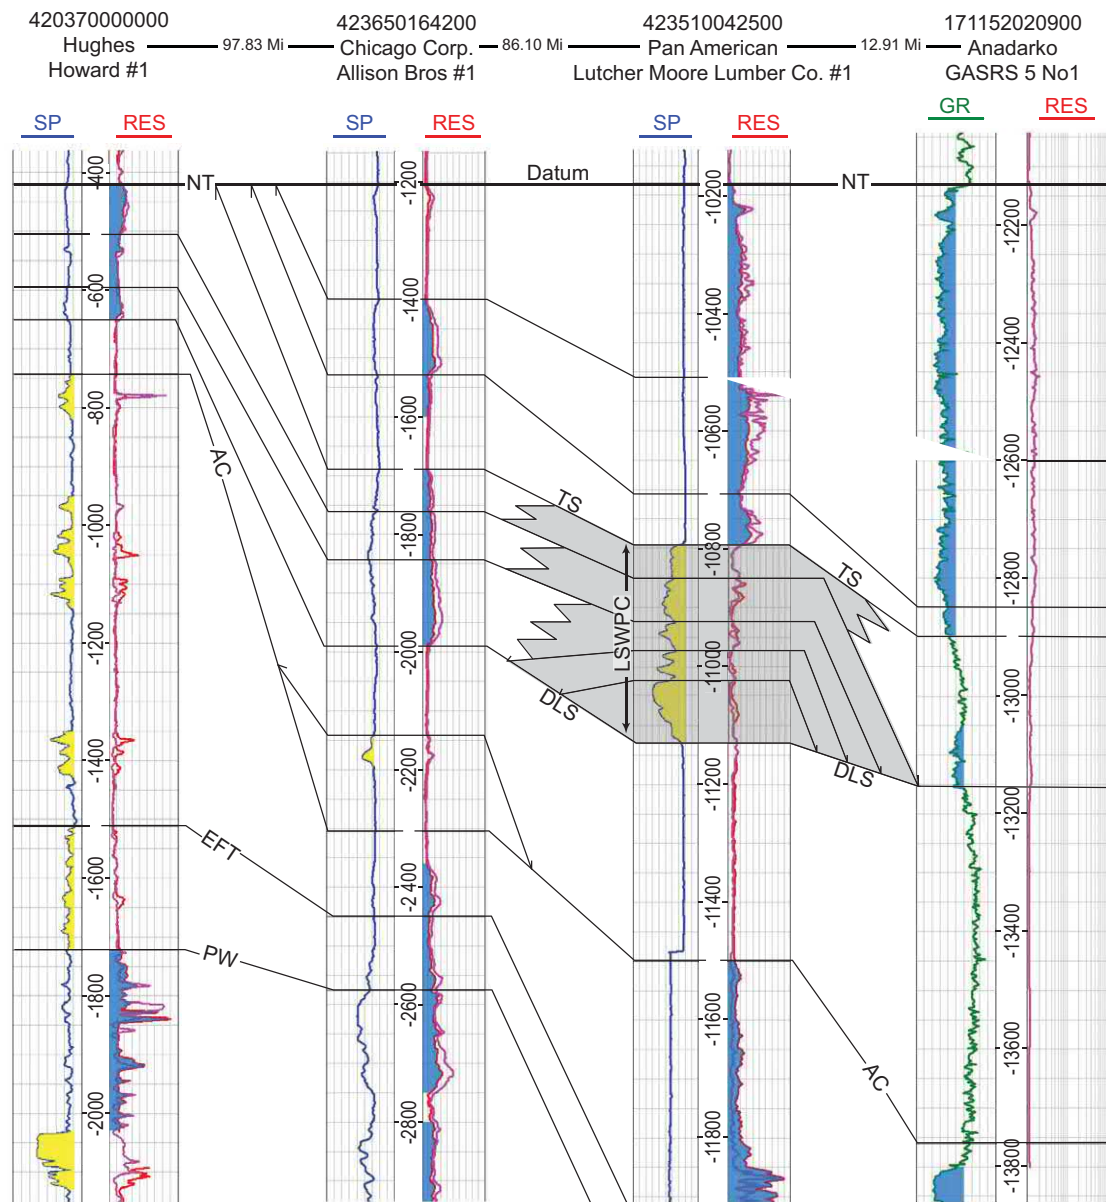 420370000000
Hughes
Howard #1
97.83 Mi
423650164200
Chicago Corp.
Allison Bros #1
86.10 Mi
423510042500
Pan American
Lutcher Moore Lumber Co. #1
12.91 Mi
171152020900
Anadarko
GASRS 5 No1
SP
RES
SP
RES
SP
RES
GR
RES
NT
Datum
NT
-400
-600
-800
-1000
-1200
-1400
-1600
-1800
-2000
AC
EFT
PW
-1200
-1400
-1600
-1800
-2000
-2200
-2400
-2600
-2800
TS
LSWPC
DLS
-10200
-10400
-10600
-10800
-11000
-11200
-11400
-11600
-11800
TS
DLS
AC
-12200
-12400
-12600
-12800
-13000
-13200
-13400
-13600
-13800